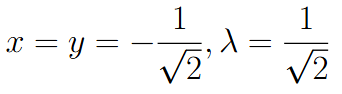 x = y = -\frac{1}{\sqrt{2}}, \lambda = \frac{1}{\sqrt{2}}